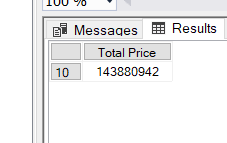 100 %
Messages Results
Total Price
10 143880942